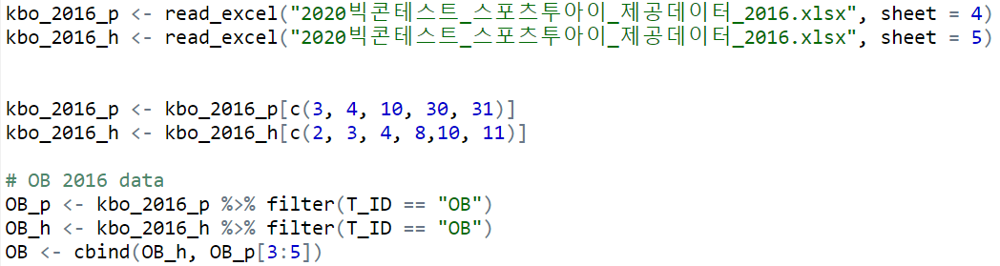 kbo_2016_p <- read_excel("2020빅콘테스트_스포츠투아이_제공데이터_2016.xlsx", sheet = 4)
kbo_2016_h <- read_excel("2020빅콘테스트_스포츠투아이_제공데이터_2016.xlsx", sheet = 5)
kbo_2016_p <- kbo_2016_p[c(3, 4, 10, 30, 31)]
kbo_2016_h <- kbo_2016_h[c(2, 3, 4, 8,10, 11)]
# OB 2016 data
OB_p <- kbo_2016_p %>% filter(T_ID == "OB")
OB_h <- kbo_2016_h %>% filter(T_ID == "OB")
OB <- cbind(OB_h, OB_p[3:5])